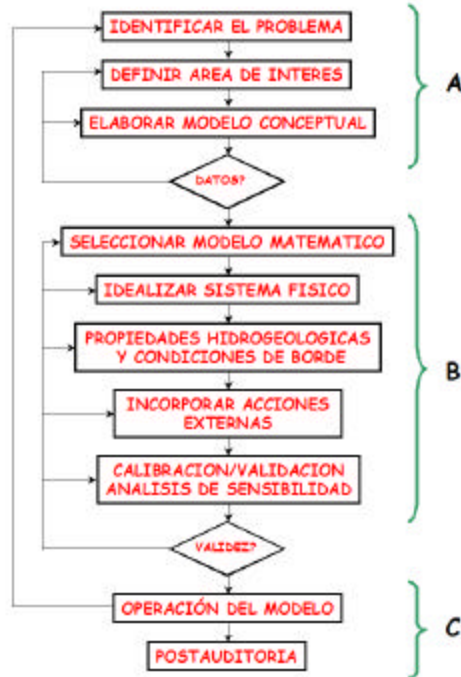 IDENTIFICAR EL PROBLEMA
DEFINIR AREA DE INTERES
A
ELABORAR MODELO CONCEPTUAL
DATOS?
SELECCIONAR MODELO MATEMATICO
IDEALIZAR SISTEMA FISICO
PROPIEDADES HIDROGEOLOGICAS
Y CONDICIONES DE BORDE
B
INCORPORAR ACCIONES
EXTERNAS
CALIBRACION/VALIDACION
ANALISIS DE SENSIBILIDAD
VALIDEZ?
OPERACIÓN DEL MODELO
C
POSTAUDITORIA